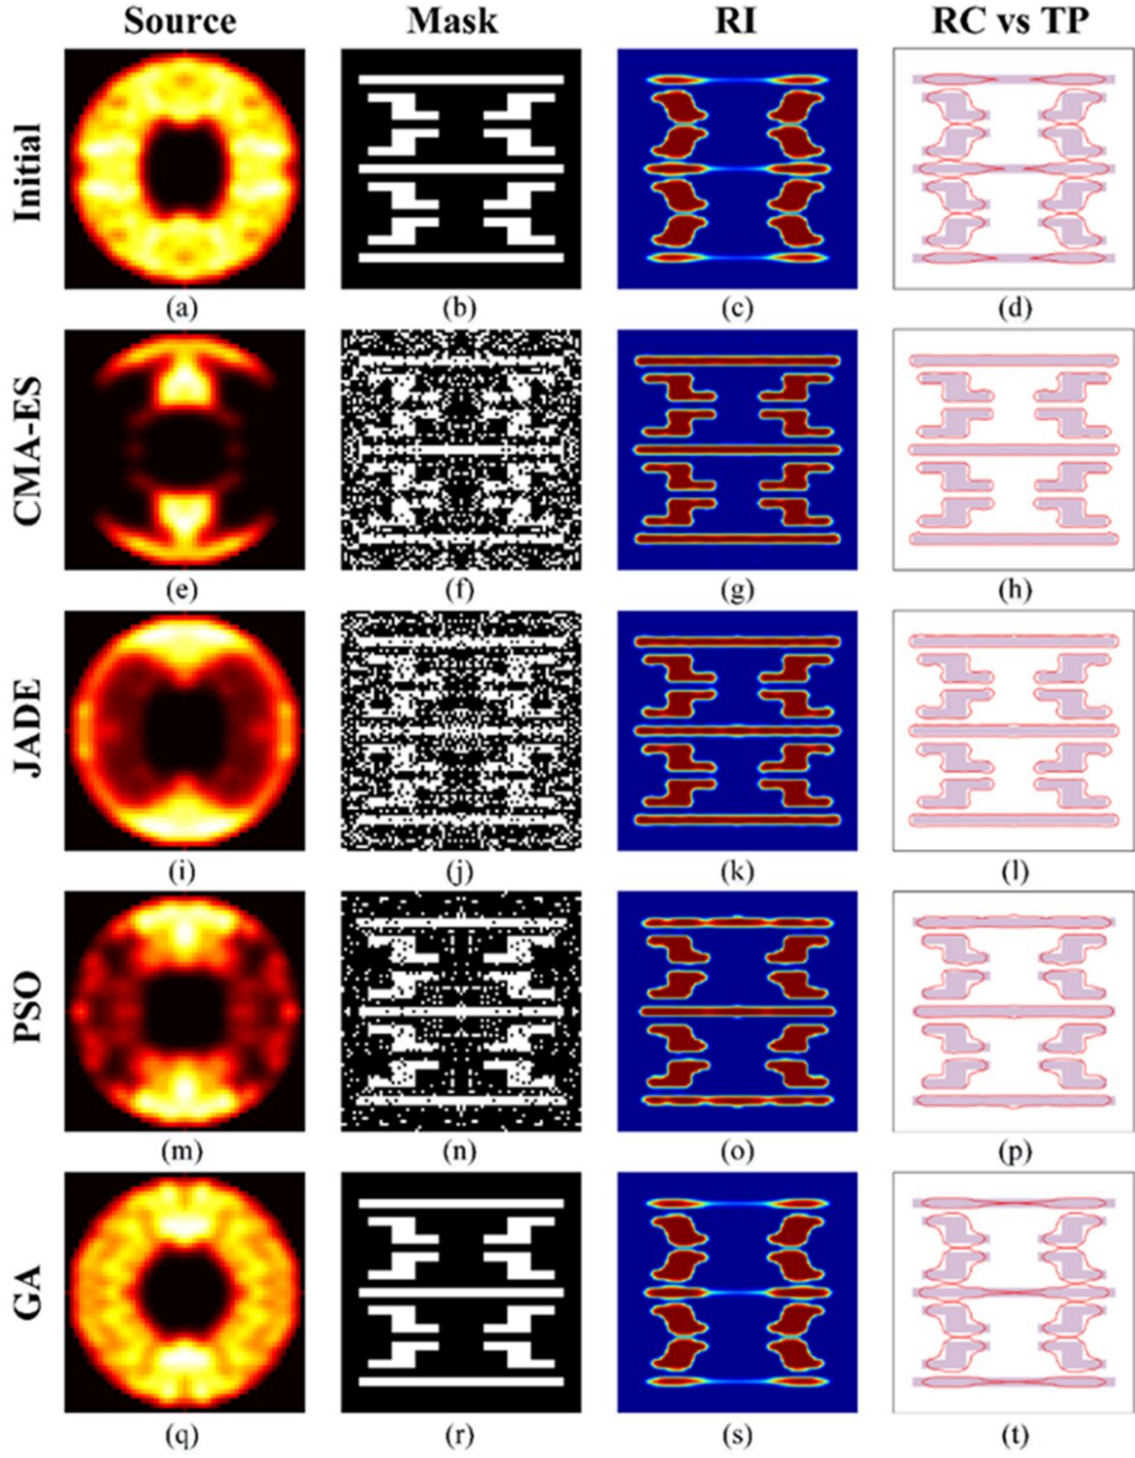 Source Mask RI RC vs TP
Initial
(a) (b) (c) (d)
CMA-ES
(e) (f) (g) (h)
JADE
(i) (j) (k) (l)
PSO
(m) (n) (o) (p)
GA
(q) (r) (s) (t)